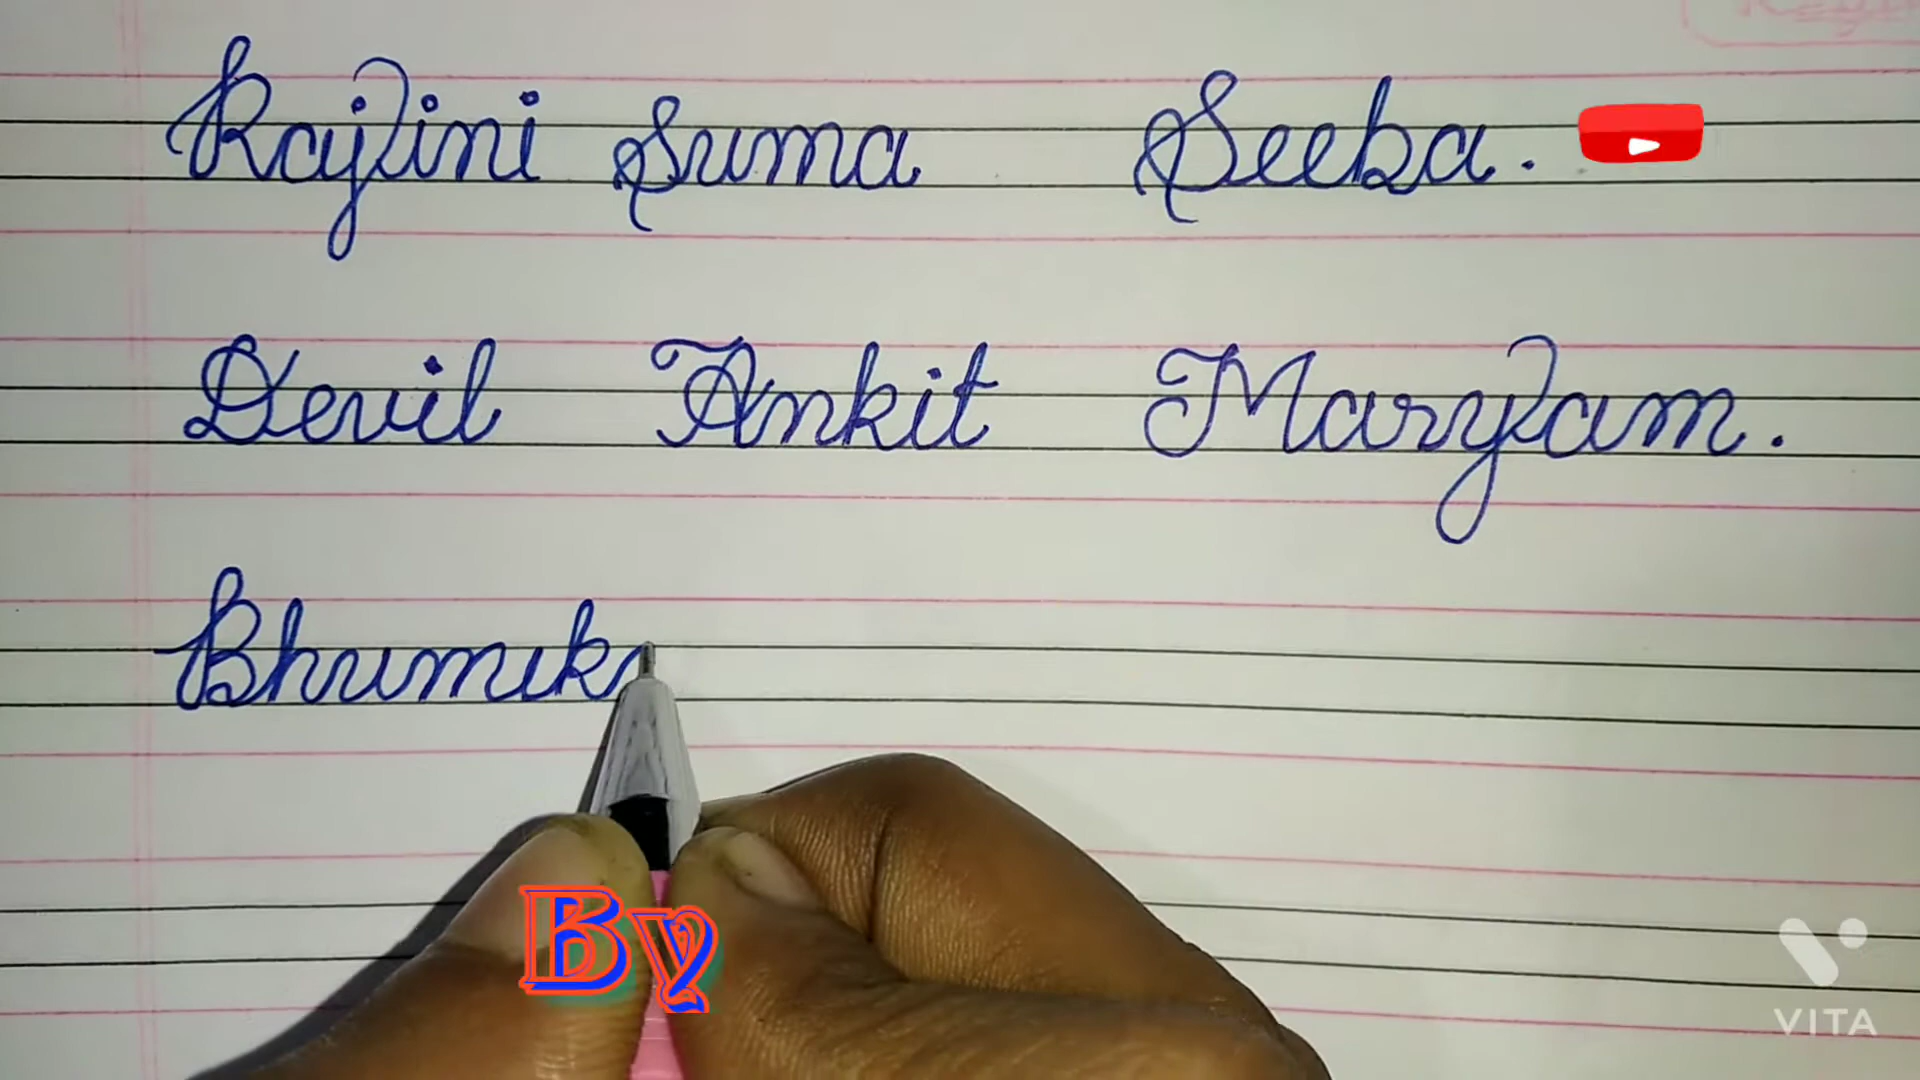 Rajini Suma Seeba.
Devil Ankit Maryam.
Bhumik
By
VITA